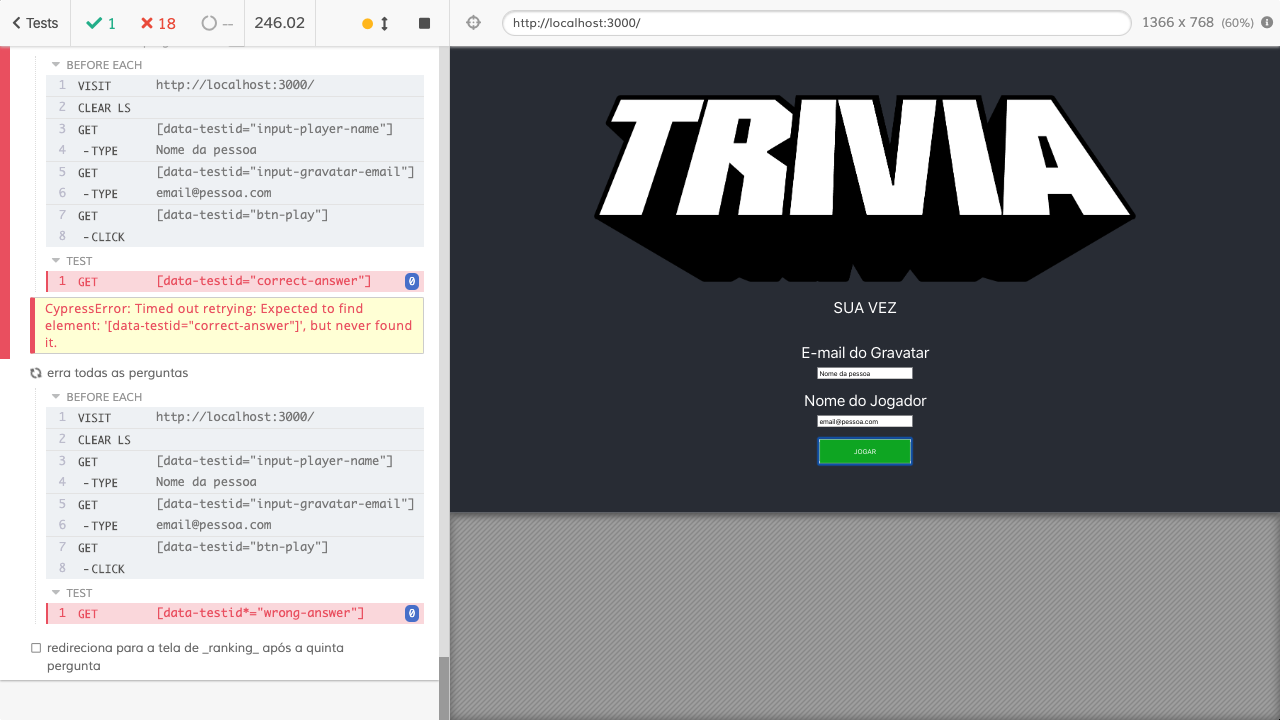 Tests
1
18
--
246.02
http://localhost:3000/
1366 x 768 (60%)
BEFORE EACH
1 VISIT http://localhost:3000/
2 CLEAR LS
3 GET [data-testid="input-player-name"]
4 -TYPE Nome da pessoa
5 GET [data-testid="input-gravatar-email"]
6 -TYPE email@pessoa.com
7 GET [data-testid="btn-play"]
8 -CLICK
TEST
1 GET [data-testid="correct-answer"] 0
CypressError: Timed out retrying: Expected to find
element: '[data-testid="correct-answer"]', but never found
it.
erra todas as perguntas
BEFORE EACH
1 VISIT http://localhost:3000/
2 CLEAR LS
3 GET [data-testid="input-player-name"]
4 -TYPE Nome da pessoa
5 GET [data-testid="input-gravatar-email"]
6 -TYPE email@pessoa.com
7 GET [data-testid="btn-play"]
8 -CLICK
TEST
1 GET [data-testid*="wrong-answer"] 0
redireciona para a tela de _ranking_ após a quinta
pergunta
TRIVIA
SUA VEZ
E-mail do Gravatar
Nome da pessoa
Nome do Jogador
email@pessoa.com
JOGAR